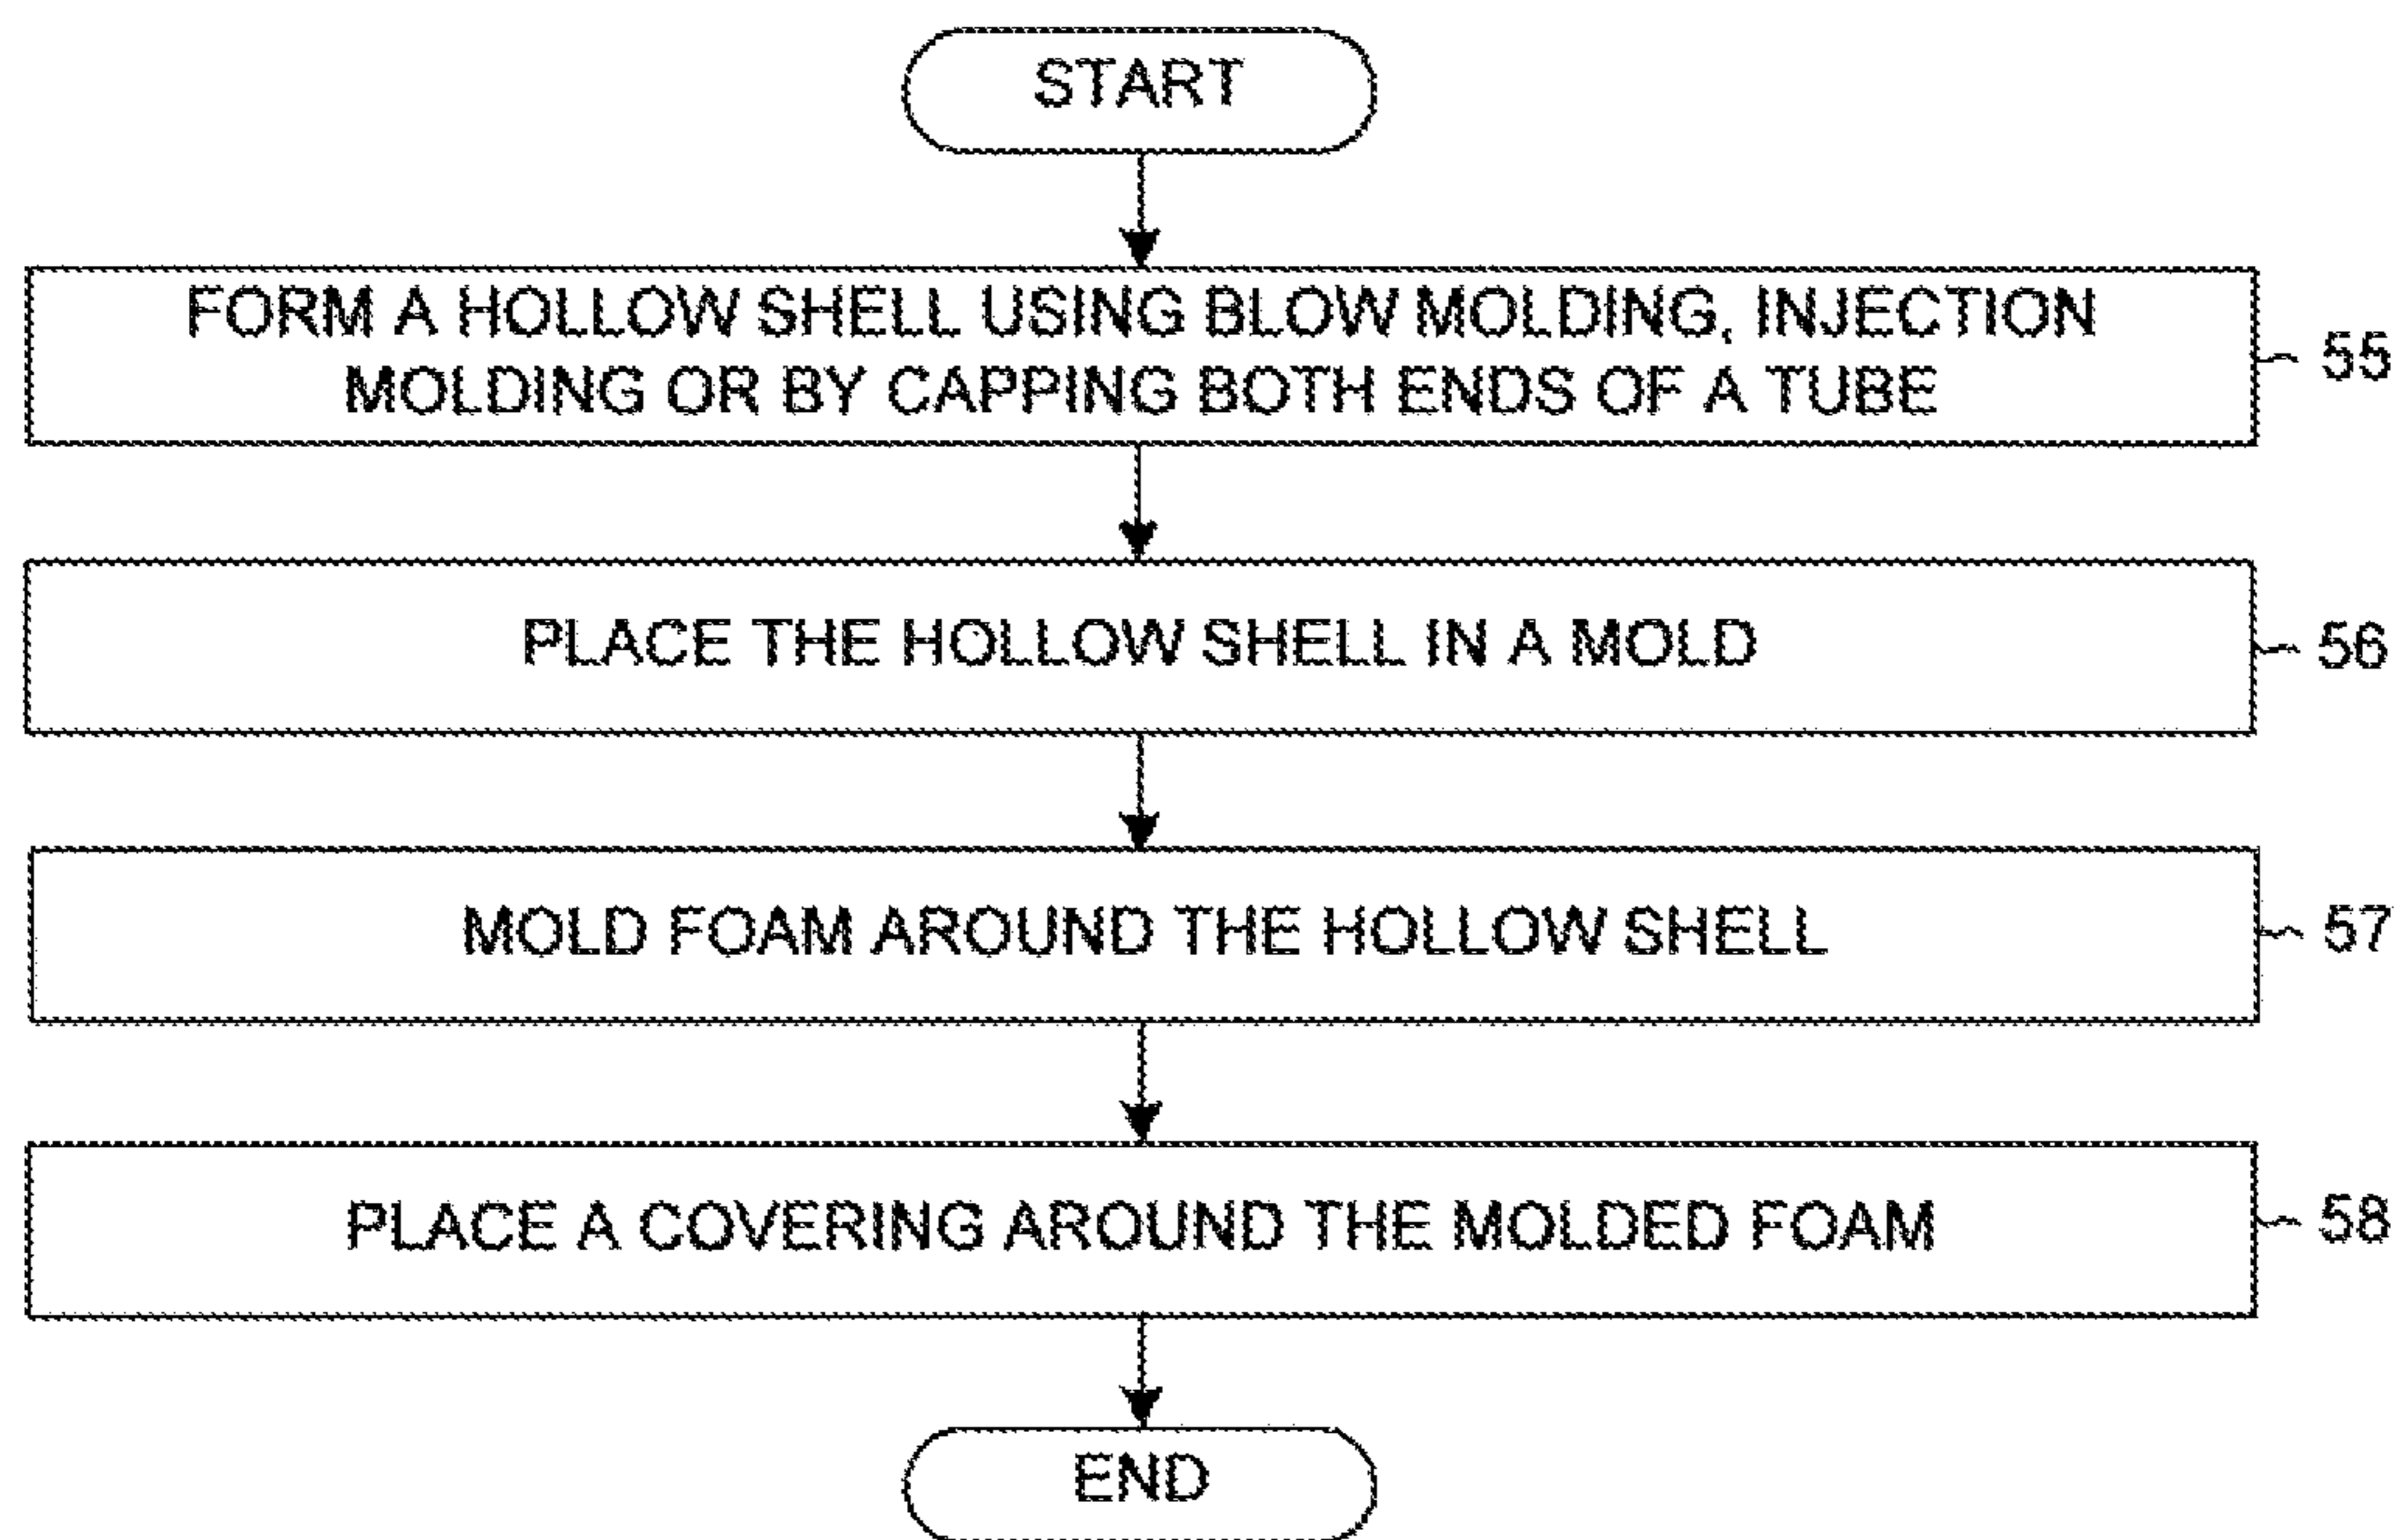 START
FORM A HOLLOW SHELL USING BLOW MOLDING, INJECTION
MOLDING OR BY CAPPING BOTH ENDS OF A TUBE
55
PLACE THE HOLLOW SHELL IN A MOLD
56
MOLD FOAM AROUND THE HOLLOW SHELL
57
PLACE A COVERING AROUND THE MOLDED FOAM
58
END